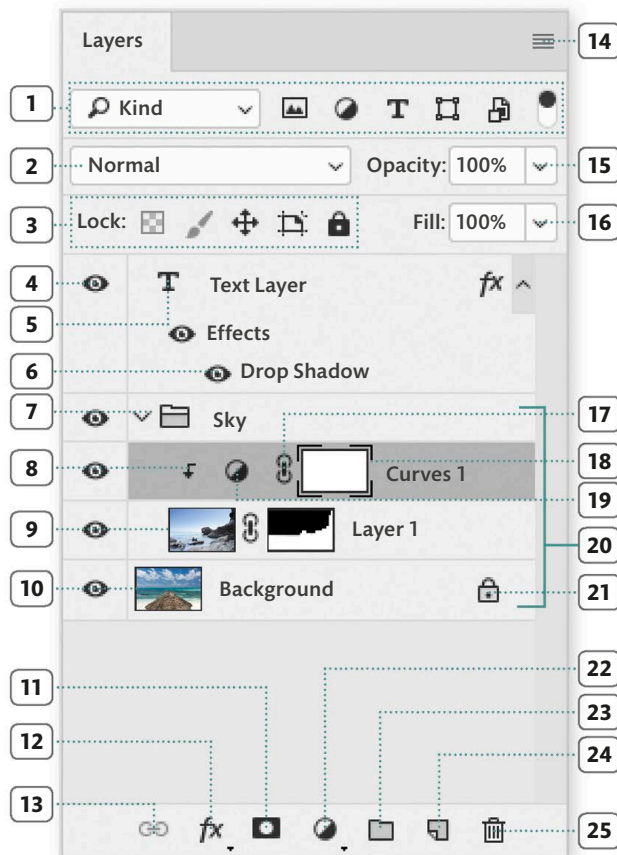 Layers
14
1
Kind
T
2
Normal
Opacity: 100%
15
3
Lock:
Fill: 100%
16
4
T
Text Layer
fx
5
Effects
6
Drop Shadow
7
Sky
17
8
Curves 1
18
19
9
Layer 1
20
10
Background
21
11
22
12
23
24
13
fx
25